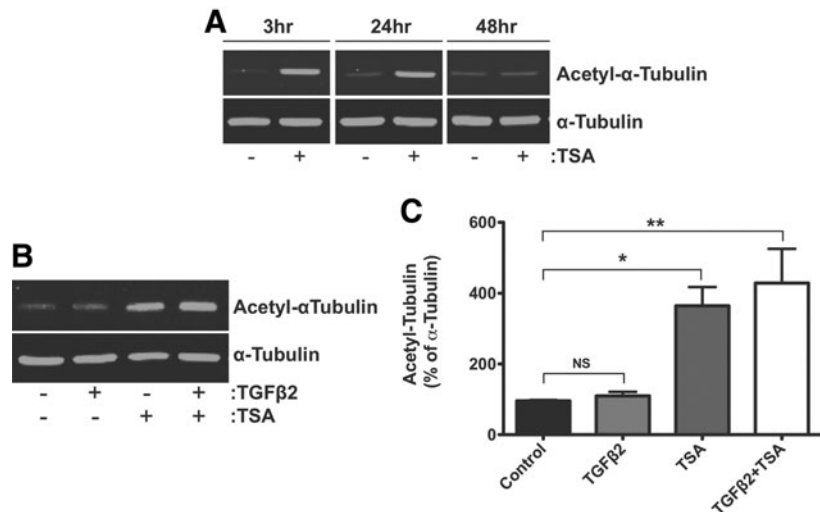 A
3hr 24hr 48hr
Acetyl-α-Tubulin
α-Tubulin
- + - + - + :TSA
B
Acetyl-αTubulin
α-Tubulin
- + - + :TGFβ2
- - + + :TSA
C
Acetyl-Tubulin
(% of α-Tubulin)
600
400
200
0
NS
*
**
Control
TGFβ2
TSA
TGFβ2+TSA